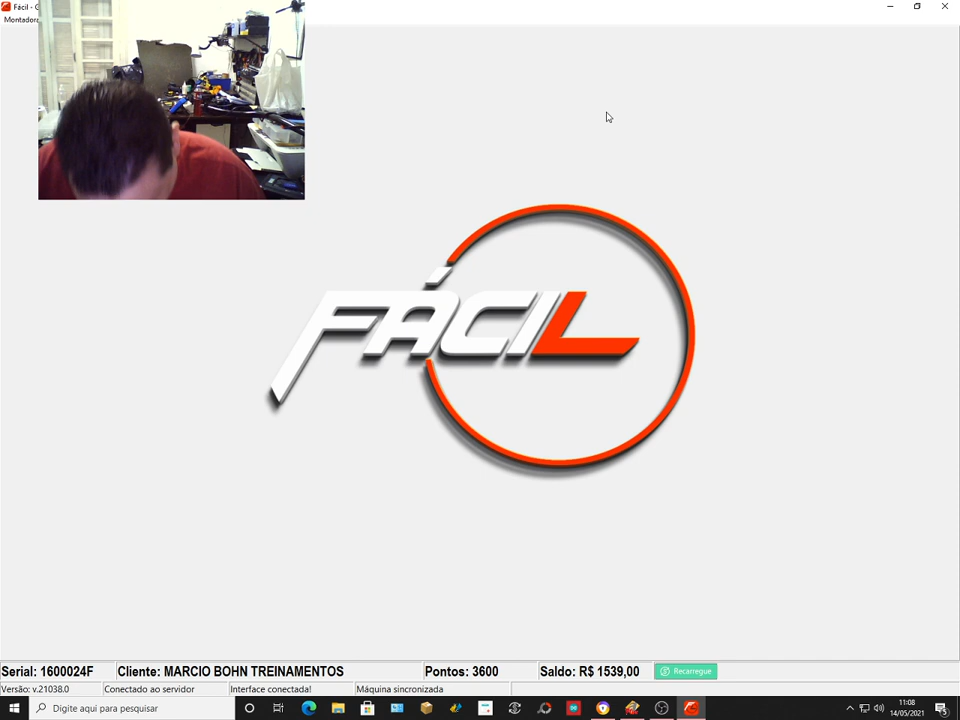 Fácil - G
Montadora
FÁCIL
Serial: 1600024F Cliente: MARCIO BOHN TREINAMENTOS Pontos: 3600 Saldo: R$ 1539,00 Recarregue
Versão: v.21038.0 Conectado ao servidor Interface conectada! Máquina sincronizada
Digite aqui para pesquisar
11:08
14/05/2021